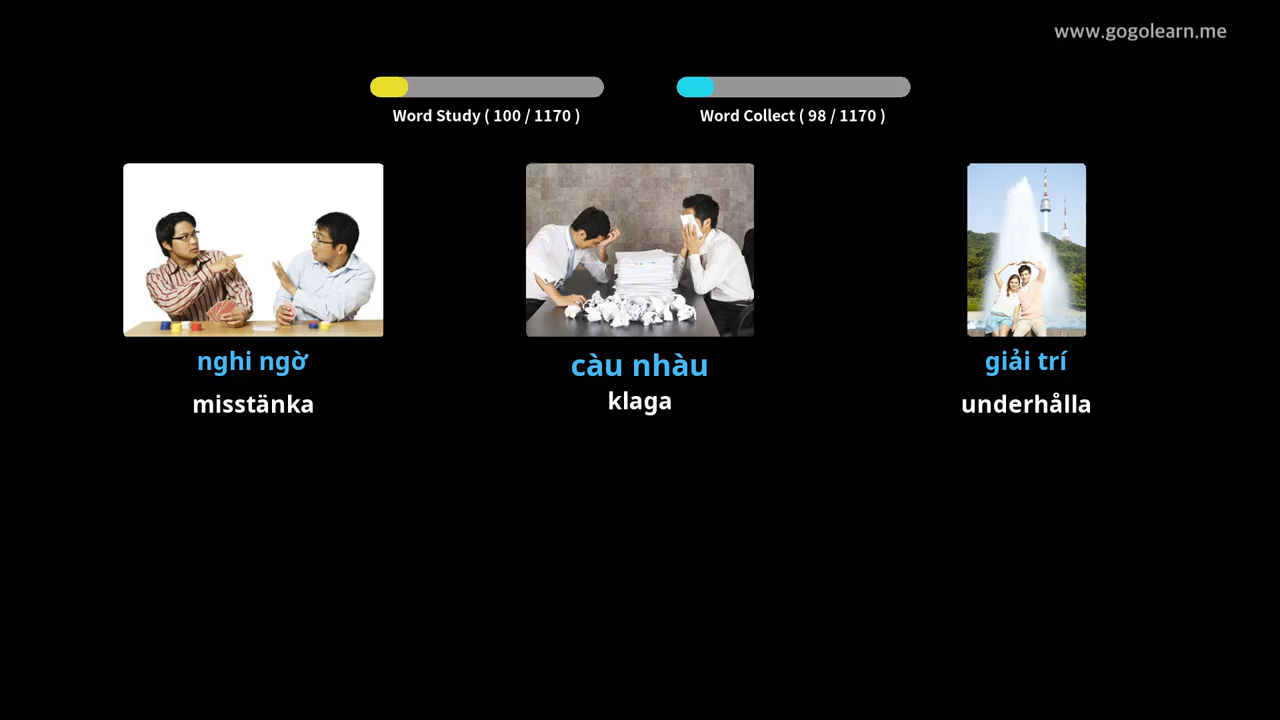 www.gogolearn.me
Word Study ( 100 / 1170 )
Word Collect ( 98 / 1170 )
nghi ngờ
càu nhàu
giải trí
misstänka
klaga
underhålla